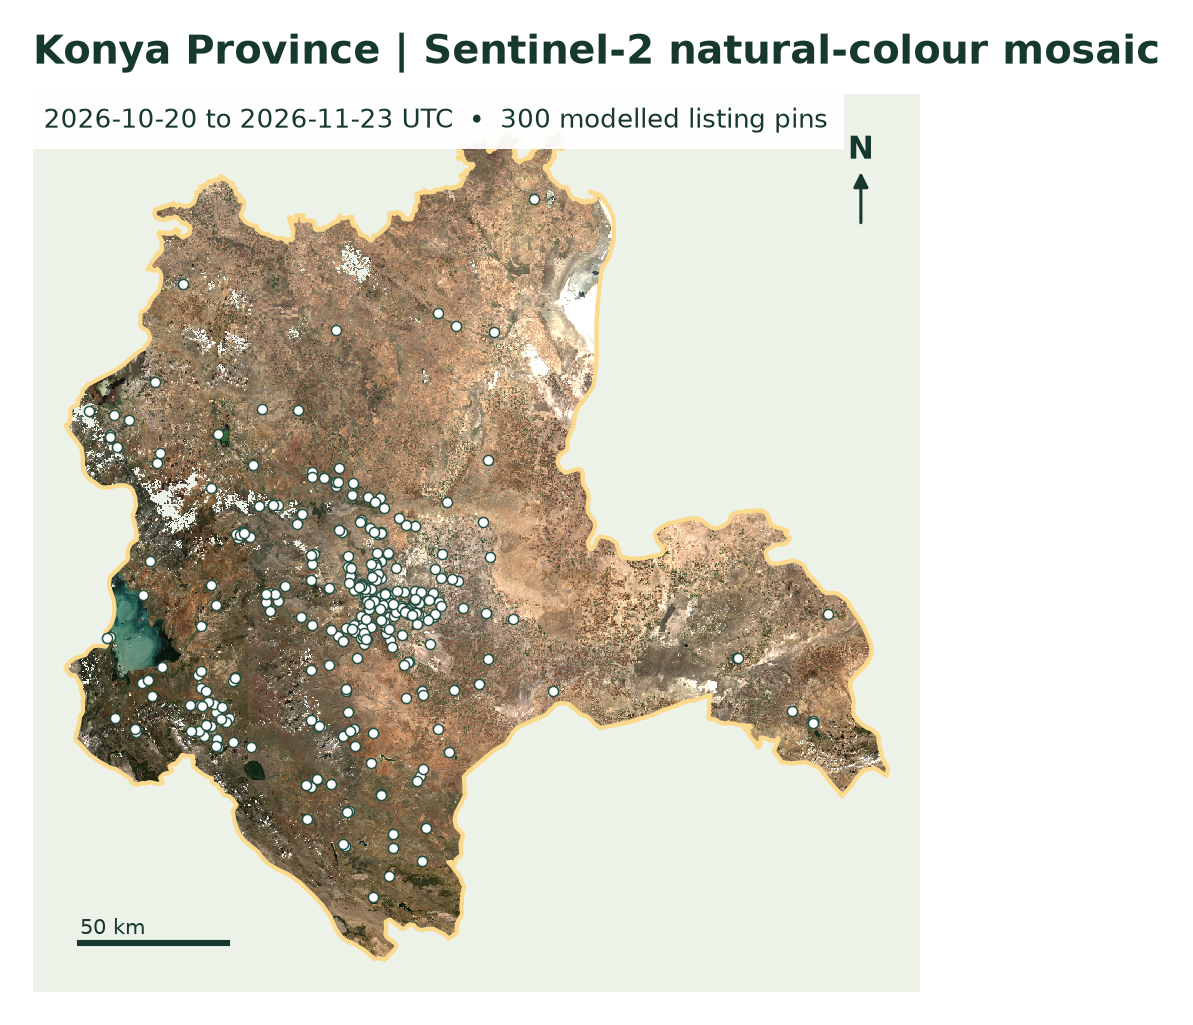 Konya Province | Sentinel-2 natural-colour mosaic
2026-10-20 to 2026-11-23 UTC • 300 modelled listing pins
N
50 km